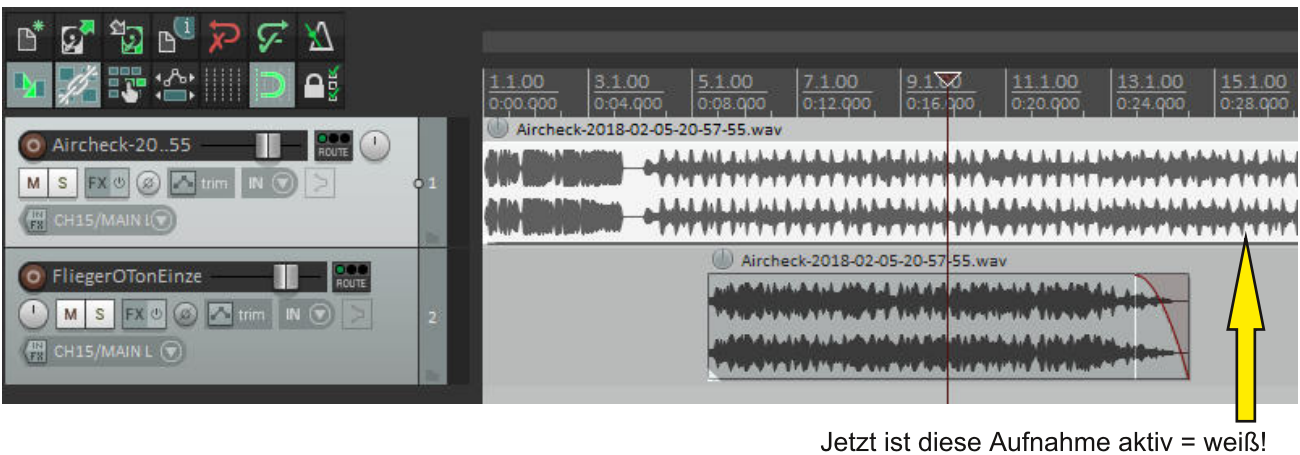 1.1.00 3.1.00 5.1.00 7.1.00 9.1.00 11.1.00 13.1.00 15.1.00
0:00.000 0:04.000 0:08.000 0:12.000 0:16.000 0:20.000 0:24.000 0:28.000
Aircheck-20..55 ROUTE
M S FX trim IN
1
IN FX CH15/MAIN L
Aircheck-2018-02-05-20-57-55.wav
FliegerOTonEinze ROUTE
M S FX trim IN
2
IN FX CH15/MAIN L
Aircheck-2018-02-05-20-57-55.wav
Jetzt ist diese Aufnahme aktiv = weiß!